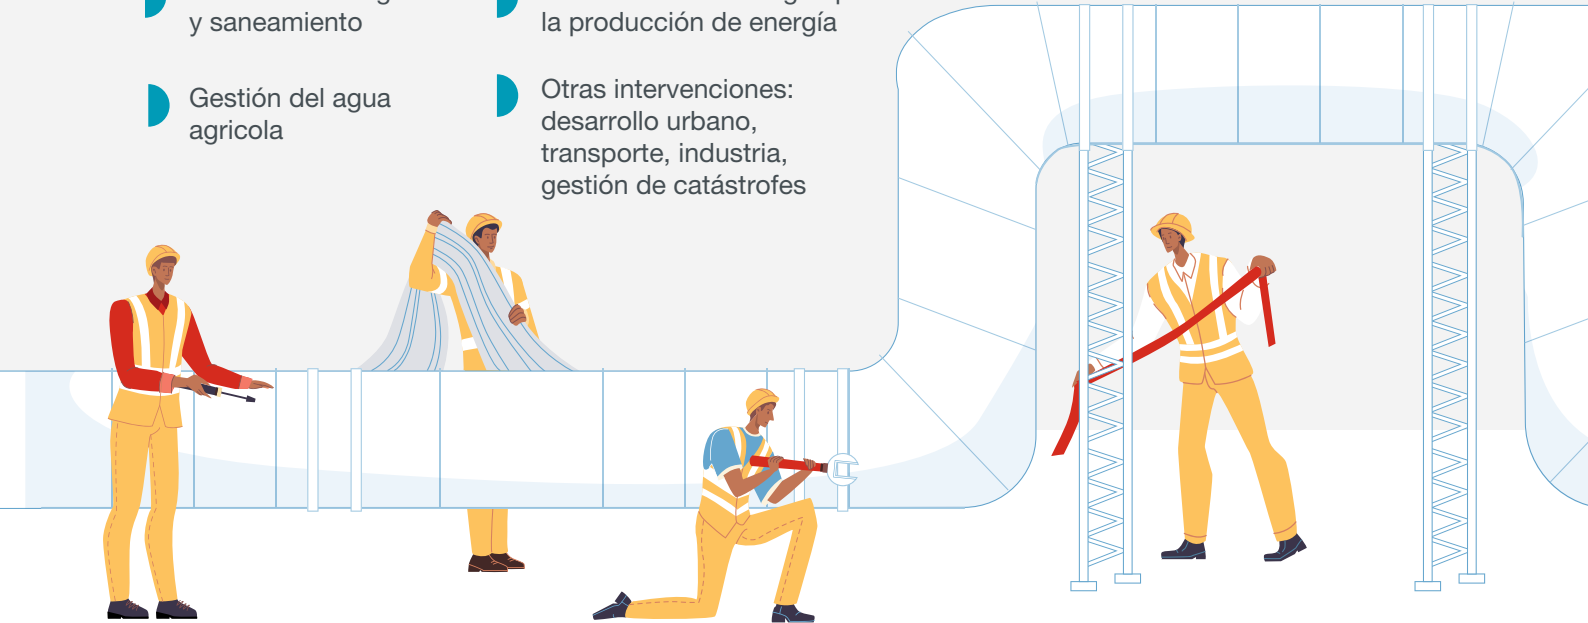 y saneamiento
Gestión del agua
agricola
la producción de energía
Otras intervenciones:
desarrollo urbano,
transporte, industria,
gestión de catástrofes